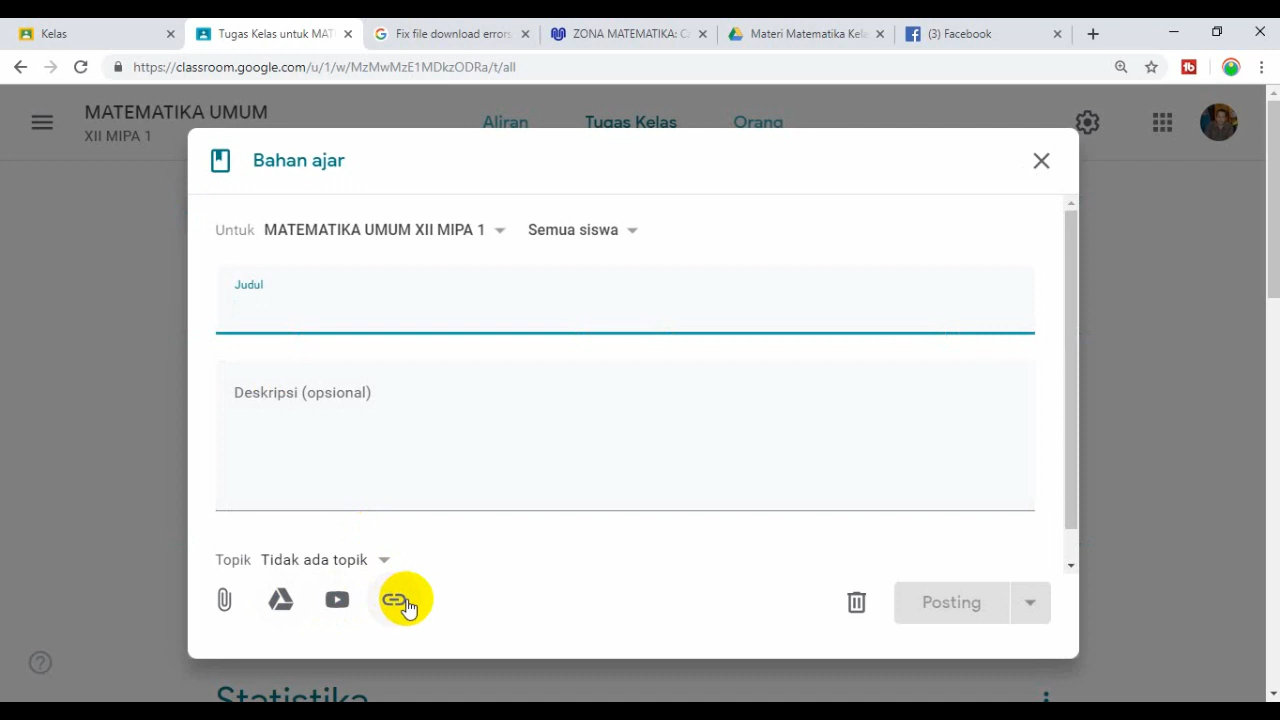 Kelas
Tugas Kelas untuk MAT
Fix file download errors
ZONA MATEMATIKA: Ca
Materi Matematika Kela
(3) Facebook
https://classroom.google.com/u/1/w/MzMwMzE1MDkzODRa/t/all
MATEMATIKA UMUM
XII MIPA 1
Aliran
Tugas Kelas
Orang
Bahan ajar
Untuk MATEMATIKA UMUM XII MIPA 1 Semua siswa
Judul
Deskripsi (opsional)
Topik Tidak ada topik
Posting
Statistika